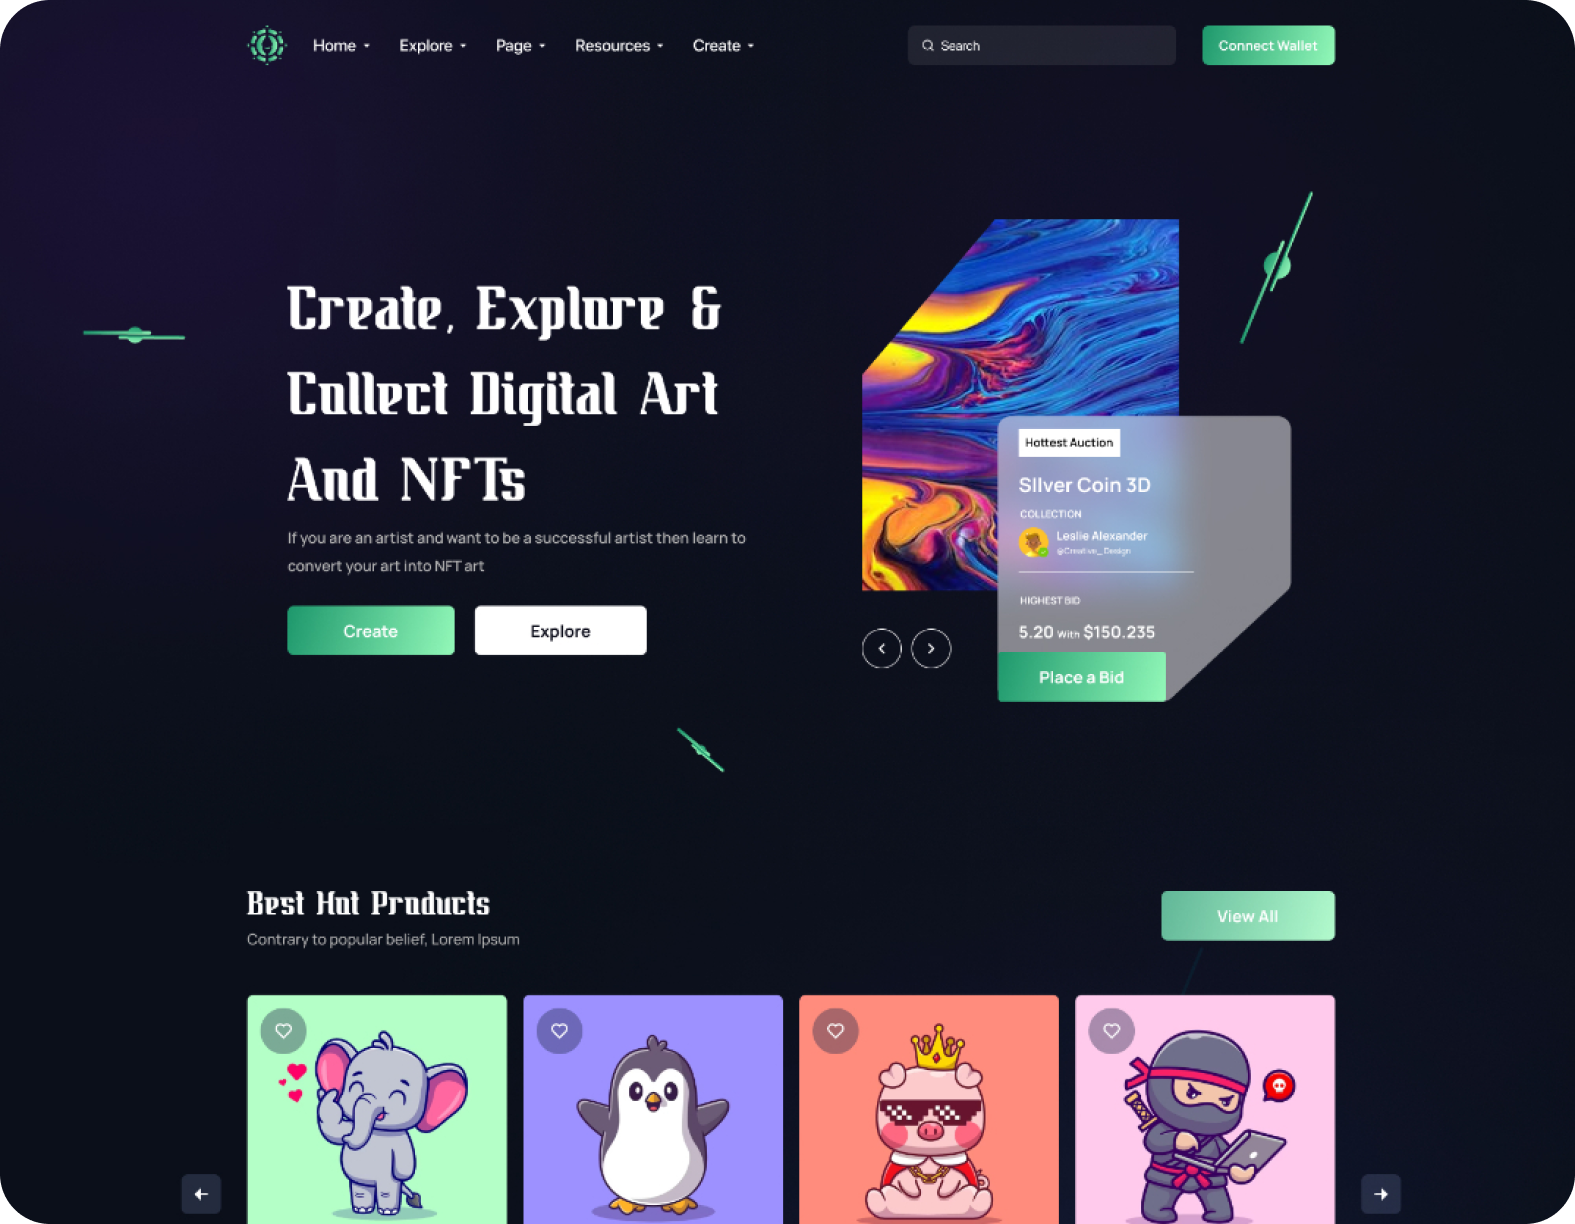 Home
Explore
Page
Resources
Create
Search
Connect Wallet
Create, Explore &
Collect Digital Art
And NFTs
If you are an artist and want to be a successful artist then learn to
convert your art into NFT art
Create
Explore
Hottest Auction
SIlver Coin 3D
COLLECTION
Leslie Alexander
@Creative_Design
HIGHEST BID
5.20 With $150.235
Place a Bid
Best Hot Products
Contrary to popular belief, Lorem Ipsum
View All